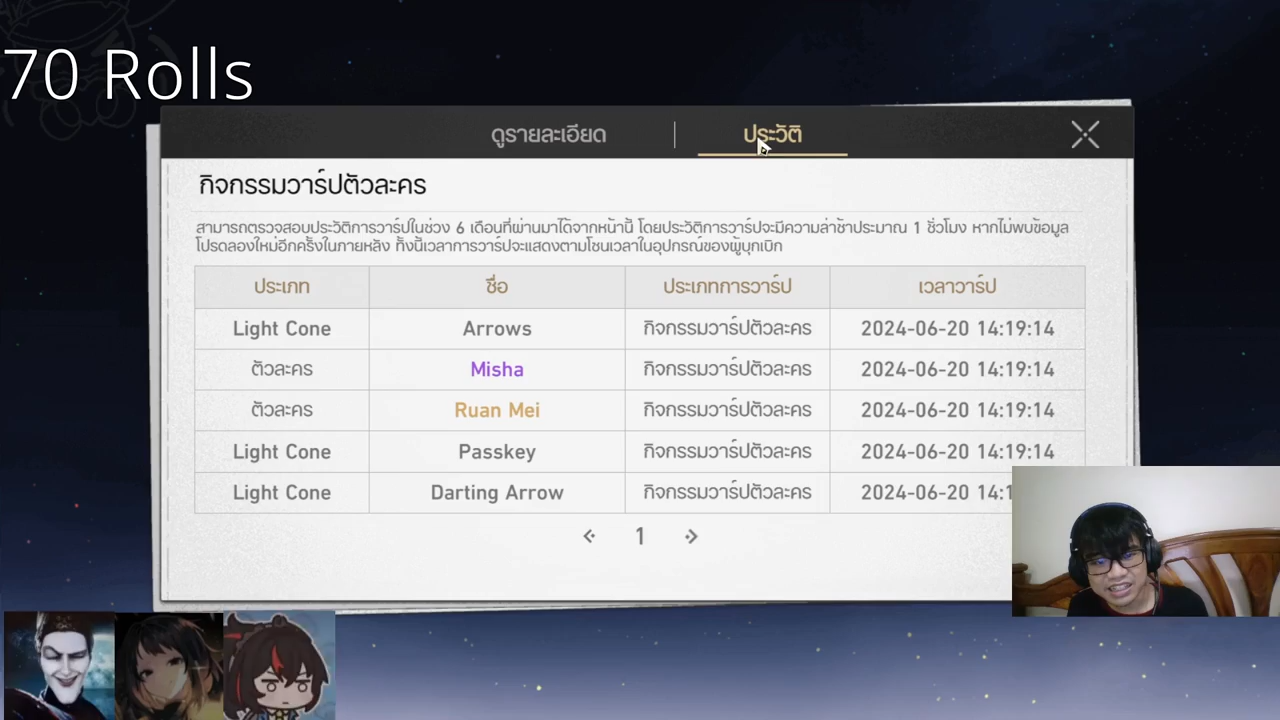 70 Rolls
ดูรายละเอียด
ประวัติ
กิจกรรมวาร์ปตัวละคร
สามารถตรวจสอบประวัติการวาร์ปในช่วง 6 เดือนที่ผ่านมาได้จากหน้านี้ โดยประวัติการวาร์ปจะมีความล่าช้าประมาณ 1 ชั่วโมง หากไม่พบข้อมูล
โปรดลองใหม่อีกครั้งในภายหลัง ทั้งนี้เวลาการวาร์ปจะแสดงตามโซนเวลาในอุปกรณ์ของผู้บุกเบิก
ประเภท ชื่อ ประเภทการวาร์ป เวลาวาร์ป
Light Cone Arrows กิจกรรมวาร์ปตัวละคร 2024-06-20 14:19:14
ตัวละคร Misha กิจกรรมวาร์ปตัวละคร 2024-06-20 14:19:14
ตัวละคร Ruan Mei กิจกรรมวาร์ปตัวละคร 2024-06-20 14:19:14
Light Cone Passkey กิจกรรมวาร์ปตัวละคร 2024-06-20 14:19:14
Light Cone Darting Arrow กิจกรรมวาร์ปตัวละคร 2024-06-20
1